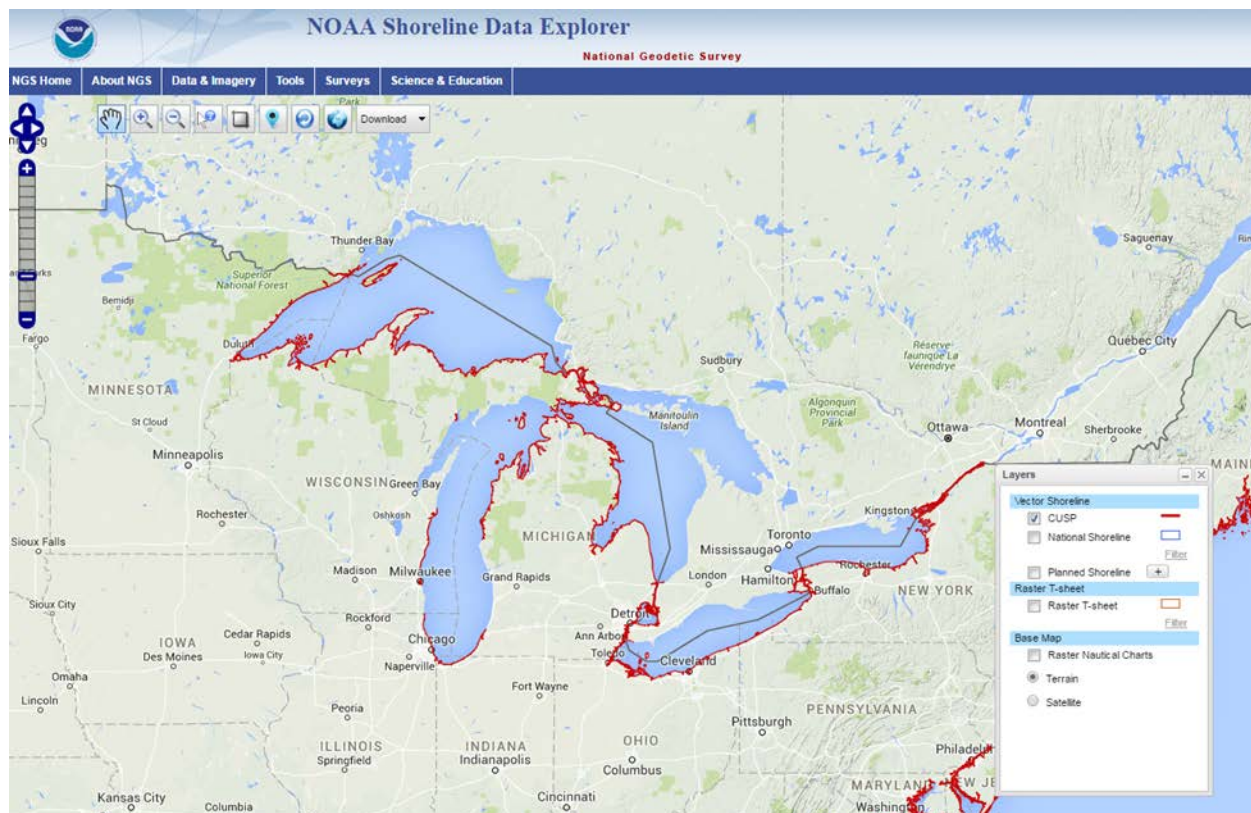 NOAA
NOAA Shoreline Data Explorer
National Geodetic Survey
NGS Home
About NGS
Data & Imagery
Tools
Surveys
Science & Education
Park
Download
Thunder Bay
Saguenay
Superior
National Forest
Bemidji
Fargo
Duluth
Sudbury
Réserve
faunique La
Vérendrye
Québec City
MINNESOTA
Manitoulin
Island
Algonquin
Provincial
Park
Ottawa
Montreal
Sherbrooke
St Cloud
Minneapolis
WISCONSIN
Green Bay
Oshkosh
Rochester
Kingston
Toronto
Mississauga
Sioux Falls
MICHIGAN
Hamilton
Rochester
Madison
Milwaukee
Grand Rapids
London
Buffalo
NEW YORK
Sioux City
Rockford
Detroit
Ann Arbor
IOWA
Cedar Rapids
Iowa City
Des Moines
Chicago
Naperville
Toledo
Cleveland
Omaha
Lincoln
Fort Wayne
Peoria
PENNSYLVANIA
Pittsburgh
ILLINOIS
Springfield
INDIANA
Indianapolis
OHIO
Columbus
Philadel
MARYLAND
NEW JE
Kansas City
Columbia
Cincinnati
Washington
MAIN
Layers
Vector Shoreline
CUSP
National Shoreline
Filter
Planned Shoreline
Raster T-sheet
Raster T-sheet
Filter
Base Map
Raster Nautical Charts
Terrain
Satellite